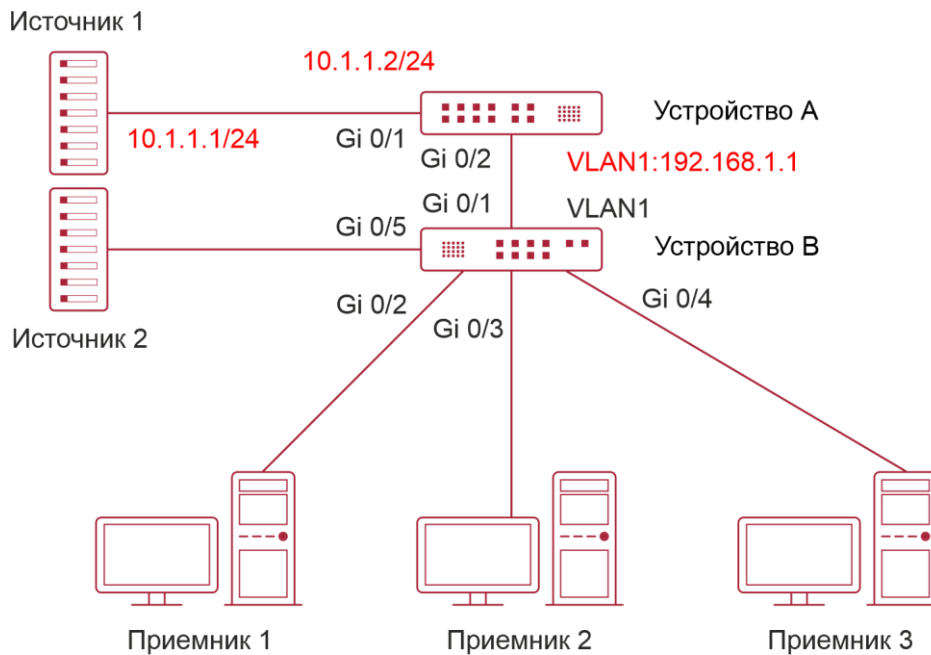 Источник 1
10.1.1.2/24
Устройство A
10.1.1.1/24
Gi 0/1
Gi 0/2
VLAN1:192.168.1.1
Gi 0/1
VLAN1
Gi 0/5
Устройство B
Gi 0/2
Gi 0/4
Gi 0/3
Источник 2
Приемник 1
Приемник 2
Приемник 3